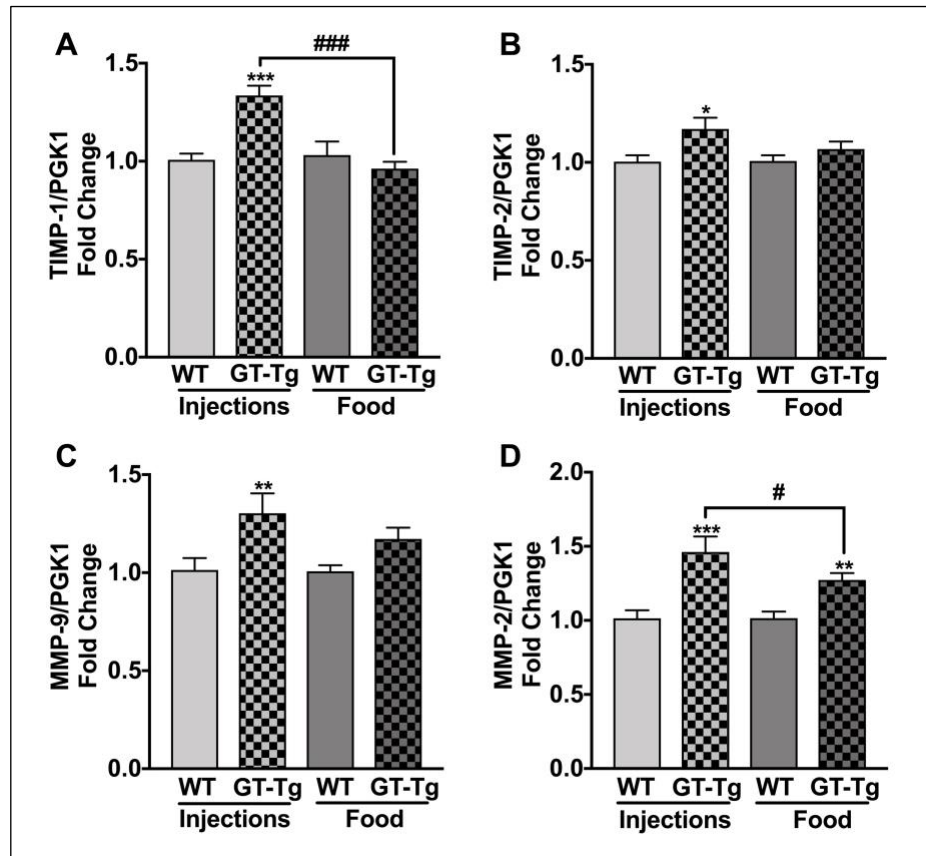 A
TIMP-1/PGK1
Fold Change
1.5
1.0
0.5
0.0
***
###
WT GT-Tg WT GT-Tg
Injections Food
B
TIMP-2/PGK1
Fold Change
1.5
1.0
0.5
0.0
*
WT GT-Tg WT GT-Tg
Injections Food
C
MMP-9/PGK1
Fold Change
1.5
1.0
0.5
0.0
**
WT GT-Tg WT GT-Tg
Injections Food
D
MMP-2/PGK1
Fold Change
2.0
1.5
1.0
0.5
0.0
***
#
**
WT GT-Tg WT GT-Tg
Injections Food